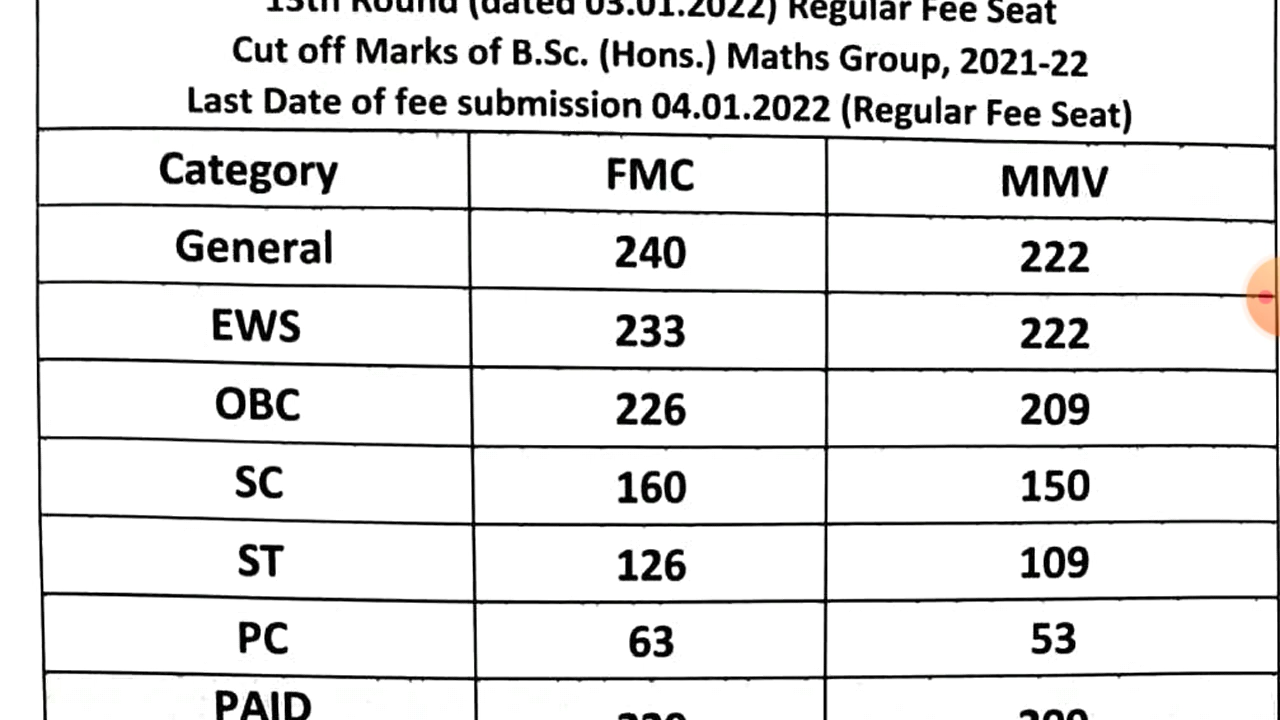 Round (dated 03.01.2022) Regular Fee Seat
Cut off Marks of B.Sc. (Hons.) Maths Group, 2021-22
Last Date of fee submission 04.01.2022 (Regular Fee Seat)
Category FMC MMV
General 240 222
EWS 233 222
OBC 226 209
SC 160 150
ST 126 109
PC 63 53
PAID